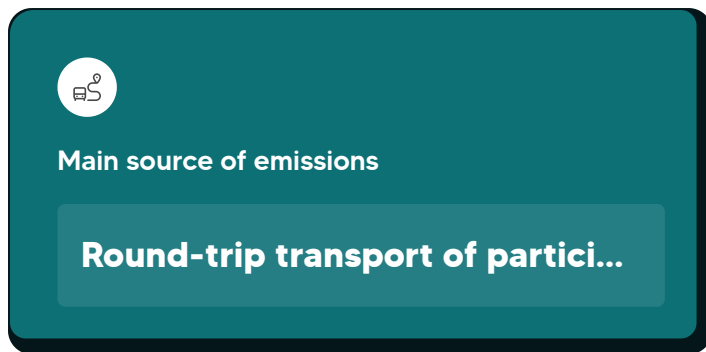 Main source of emissions
Round-trip transport of partici...